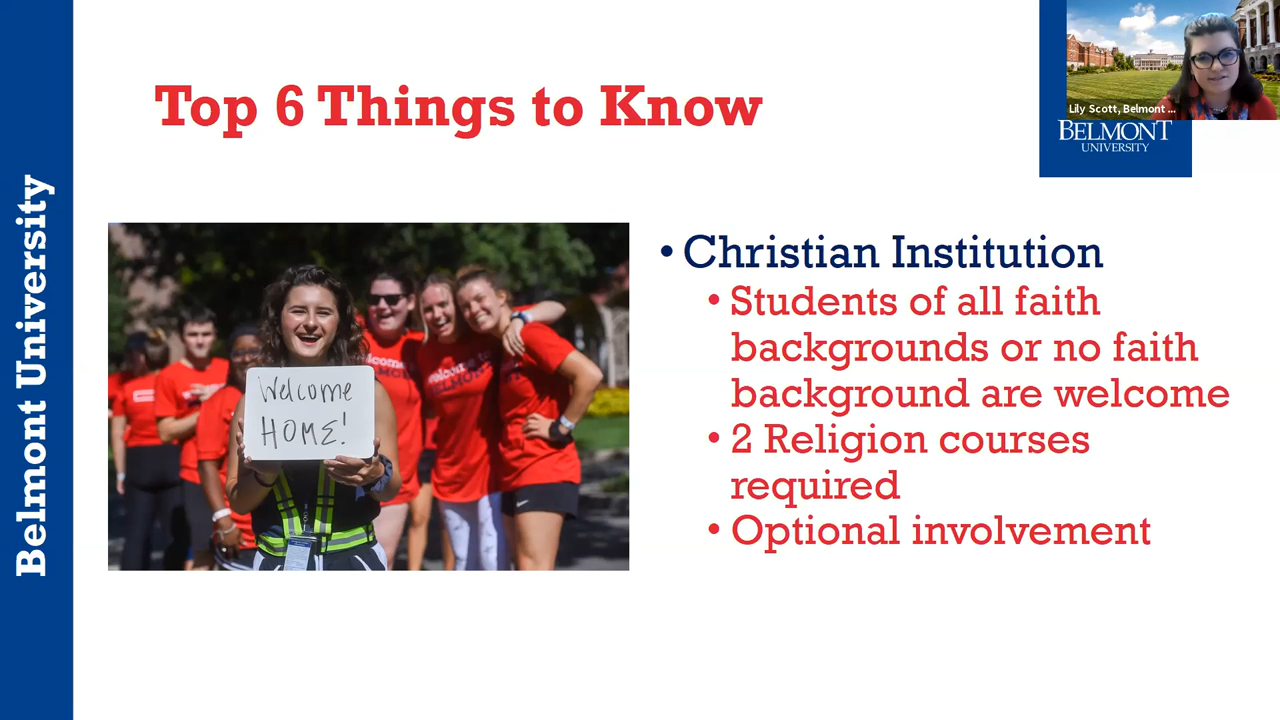 Top 6 Things to Know
Lily Scott, Belmont ...
BELMONT
UNIVERSITY
Belmont University
Welcome
HOME!
• Christian Institution
• Students of all faith
backgrounds or no faith
background are welcome
• 2 Religion courses
required
• Optional involvement